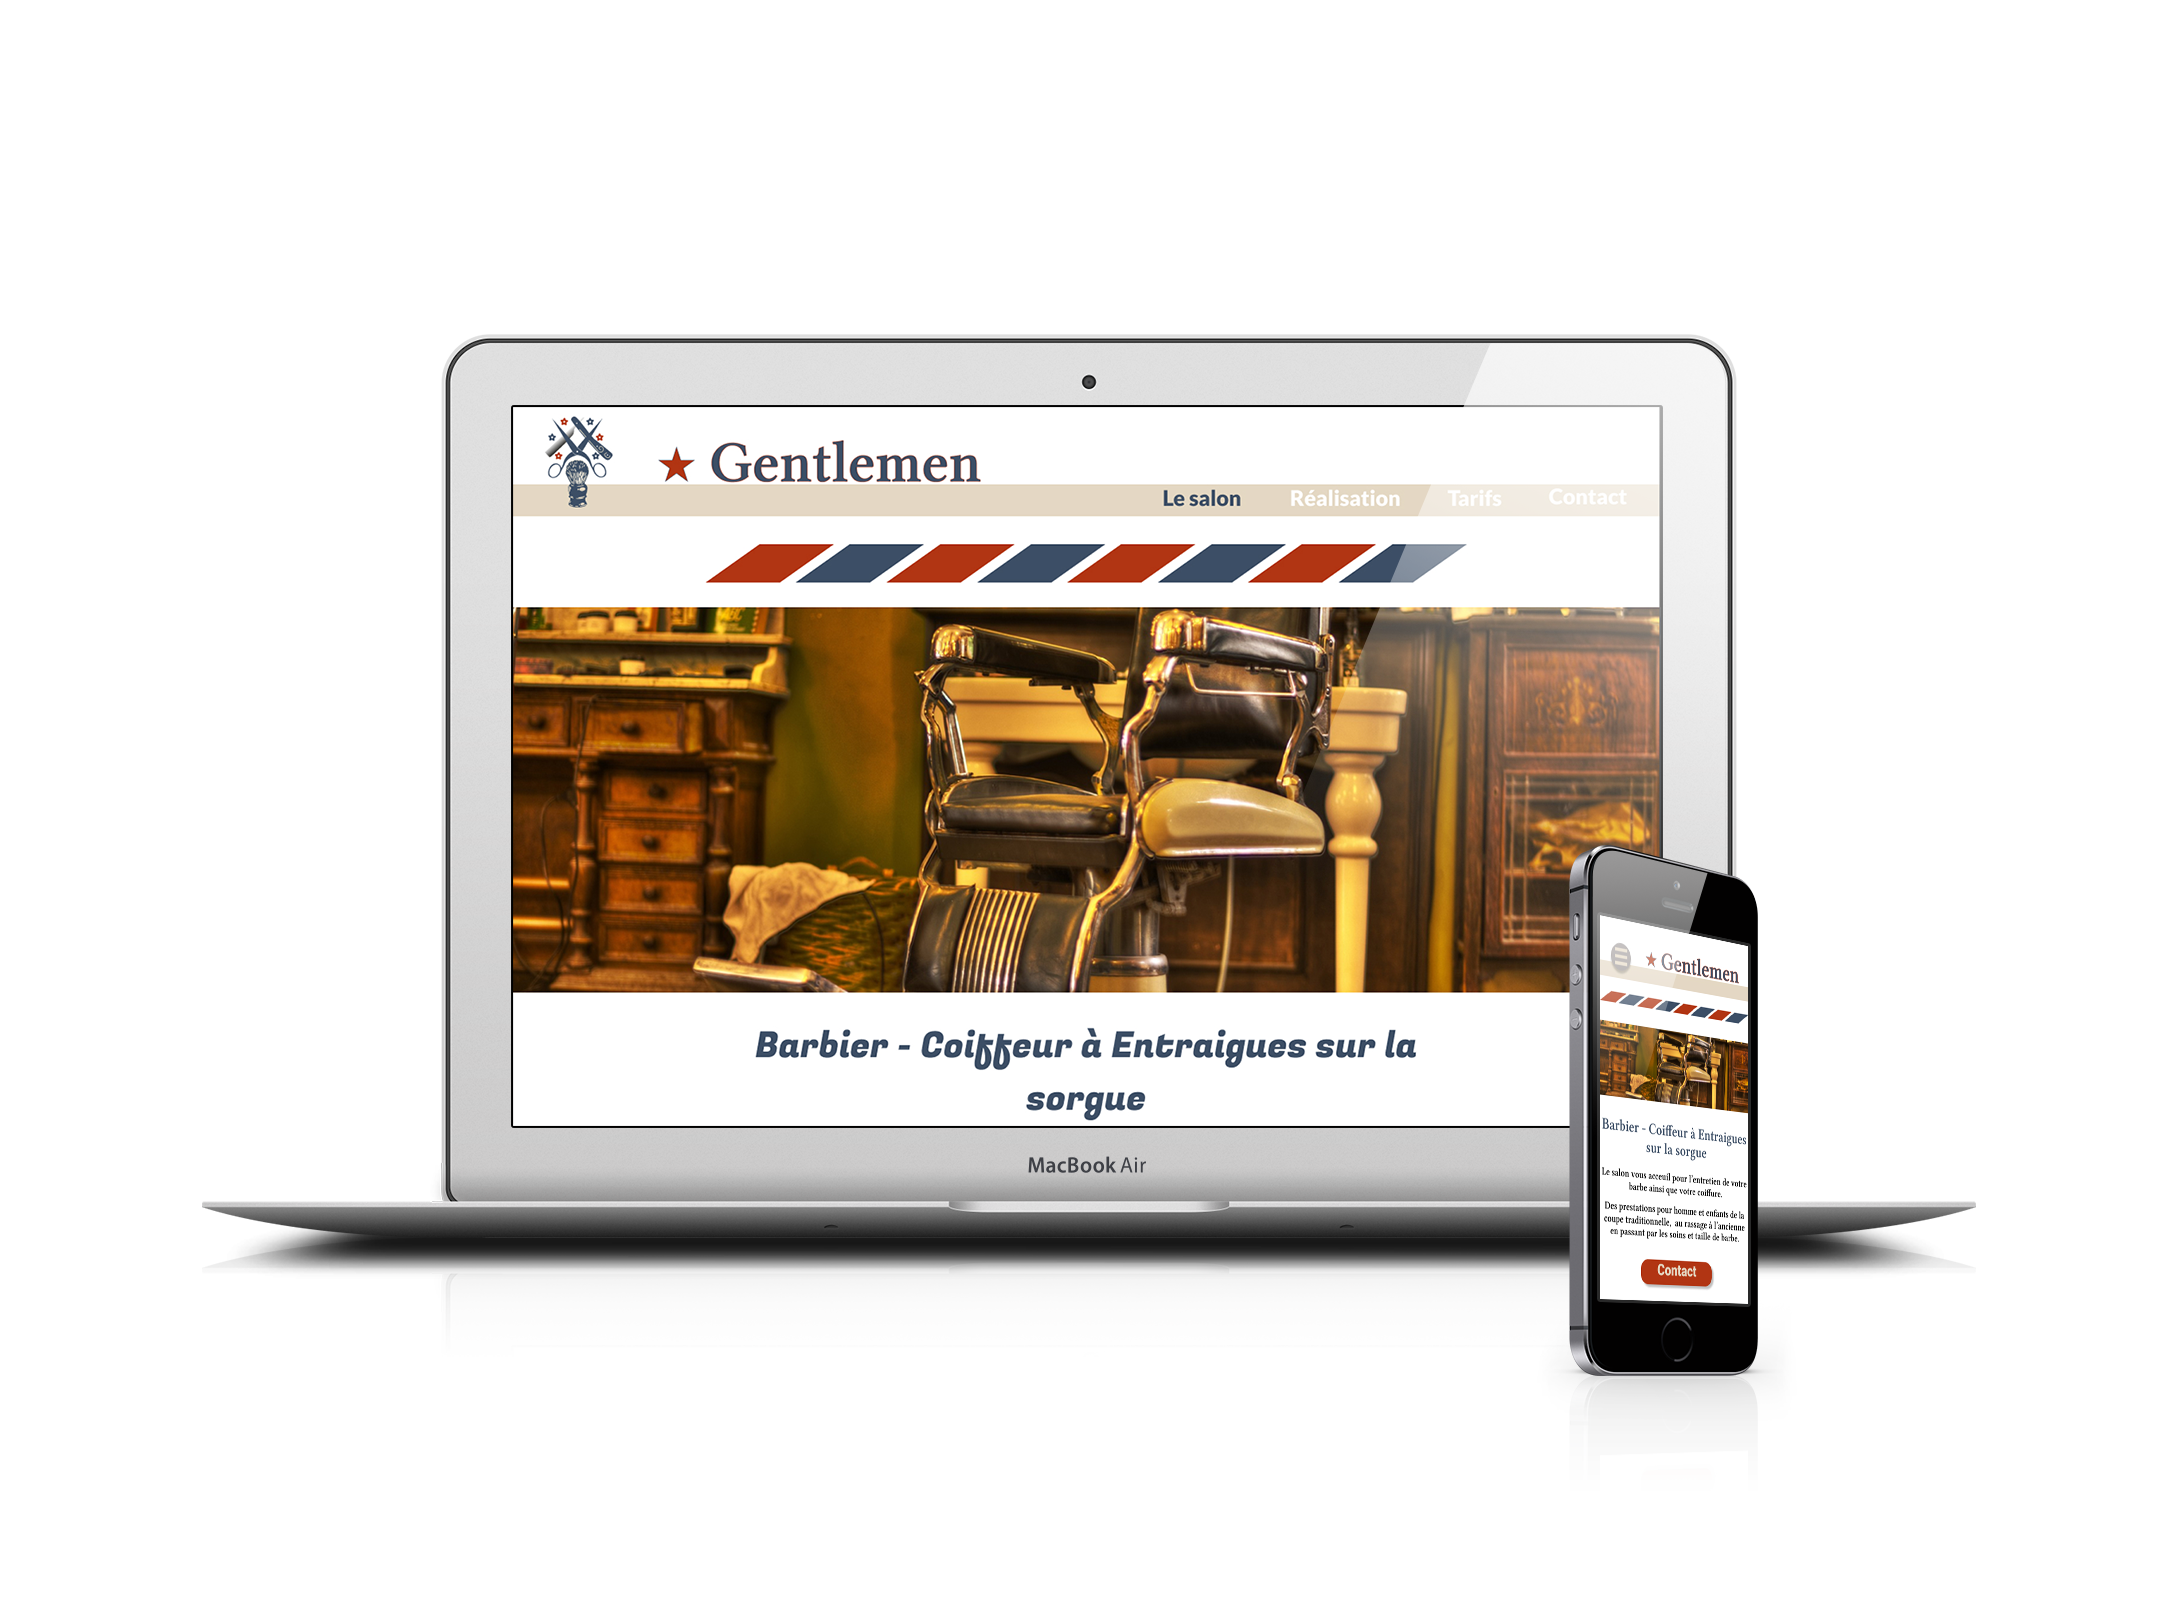 Gentlemen
Le salon Réalisation Tarifs Contact
Barbier - Coiffeur à Entraigues sur la
sorgue
MacBook Air
Gentlemen
Barbier - Coiffeur à Entraigues
sur la sorgue
Le salon vous acceuil pour l'entretien de votre
barbe ainsi que votre coiffure.
Des prestations pour homme et enfants de la
coupe traditionnelle, au rassage à l'ancienne
en passant par les soins et taille de barbe.
Contact